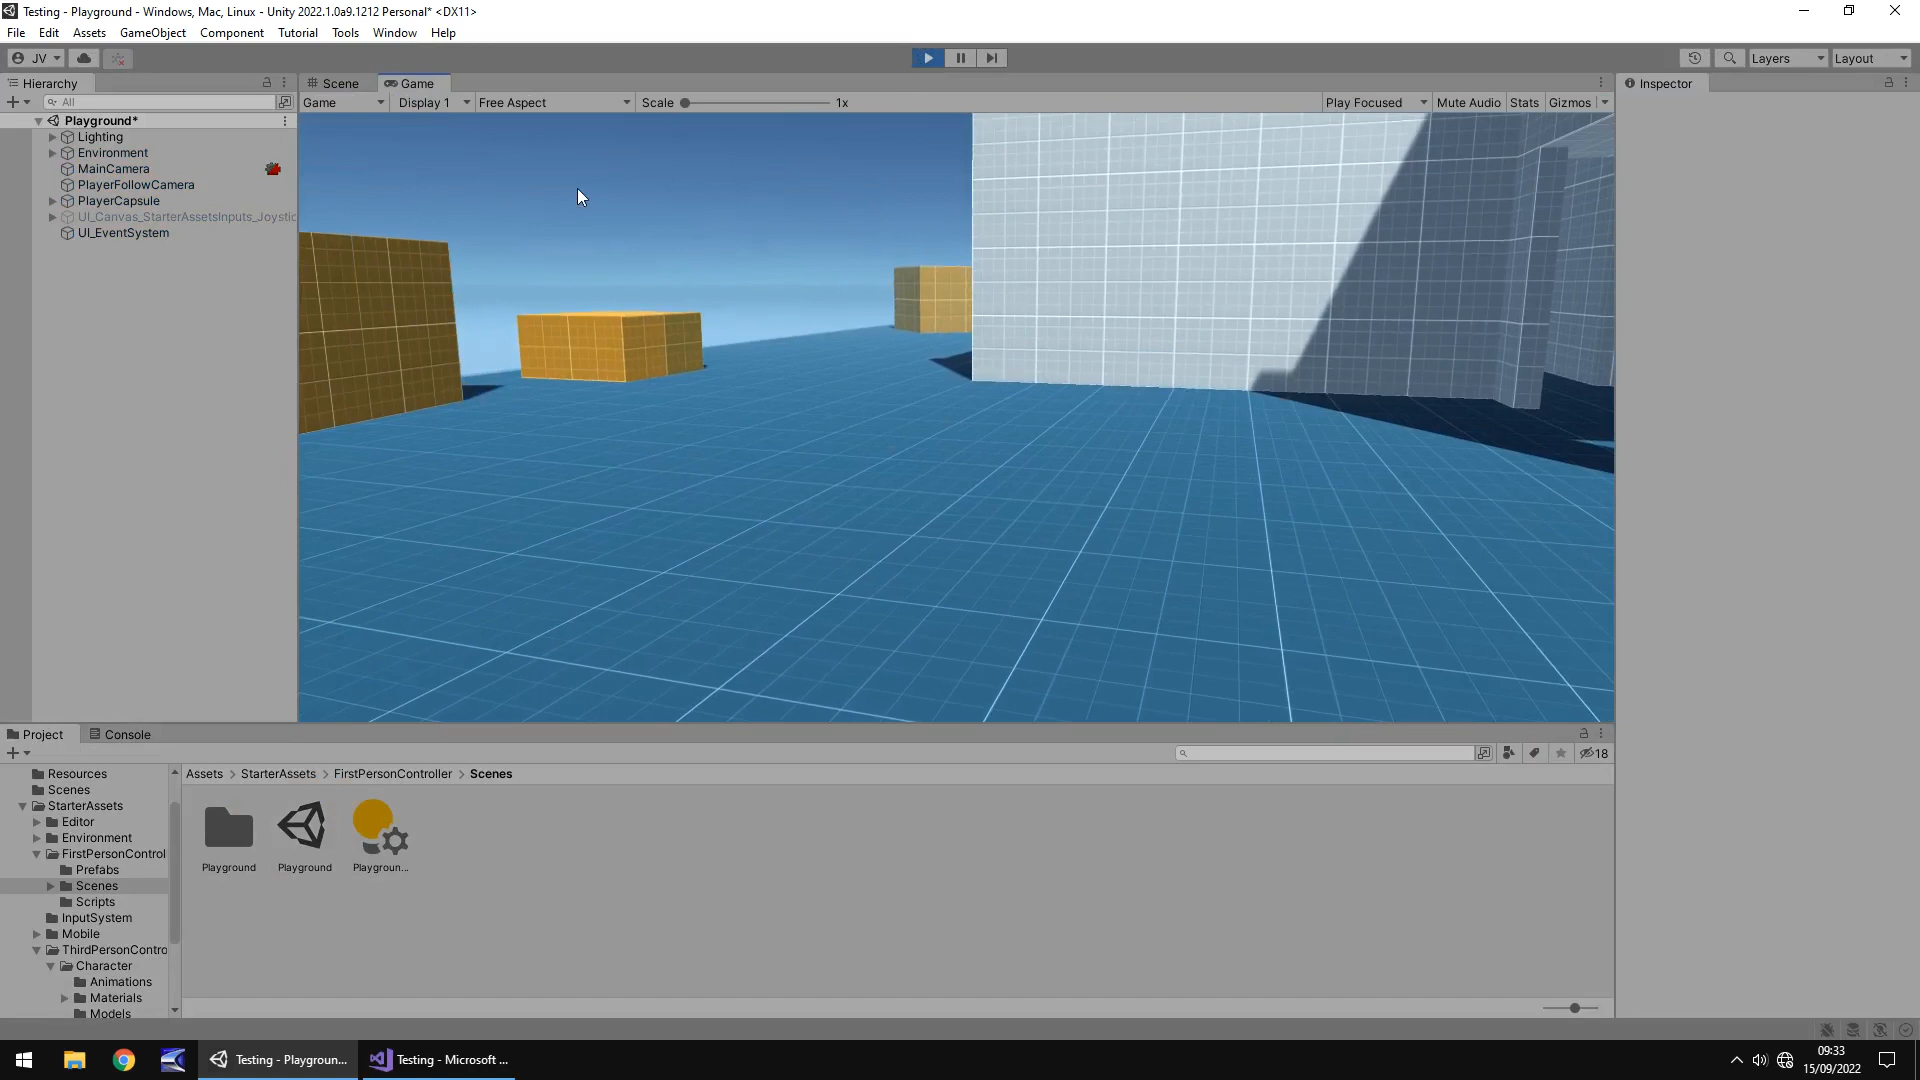 Testing - Playground - Windows, Mac, Linux - Unity 2022.1.0a9.1212 Personal* <DX11>
File Edit Assets GameObject Component Tutorial Tools Window Help
JV Layers Layout
Hierarchy Scene Game Inspector
All Game Display 1 Free Aspect Scale 1x Play Focused Mute Audio Stats Gizmos
Playground*
Lighting
Environment
MainCamera
PlayerFollowCamera
PlayerCapsule
UI_Canvas_StarterAssetsInputs_Joystic
UI_EventSystem
Project Console
18
Resources
Scenes
StarterAssets
Editor
Environment
FirstPersonControl
Prefabs
Scenes
Scripts
InputSystem
Mobile
ThirdPersonContro
Character
Animations
Materials
Models
Assets > StarterAssets > FirstPersonController > Scenes
Playground Playground Playgroun...
Testing - Playgroun... Testing - Microsoft ...
09:33
15/09/2022